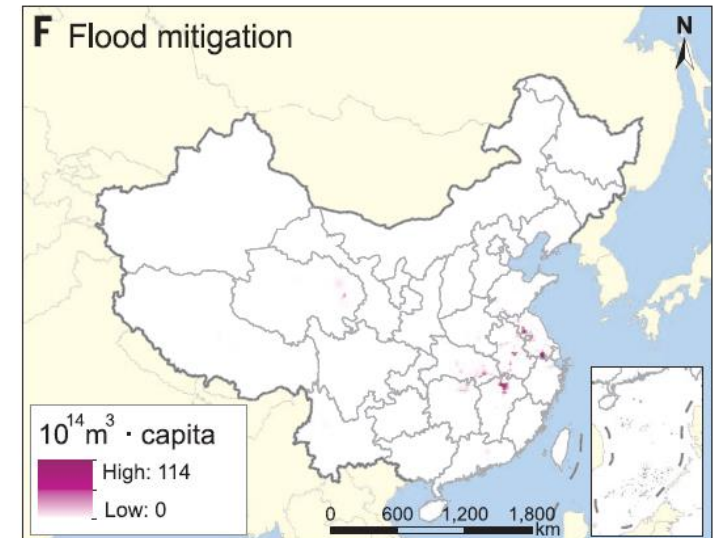 F Flood mitigation
N
10¹⁴m³ · capita
High: 114
Low: 0
0 600 1,200 1,800
km